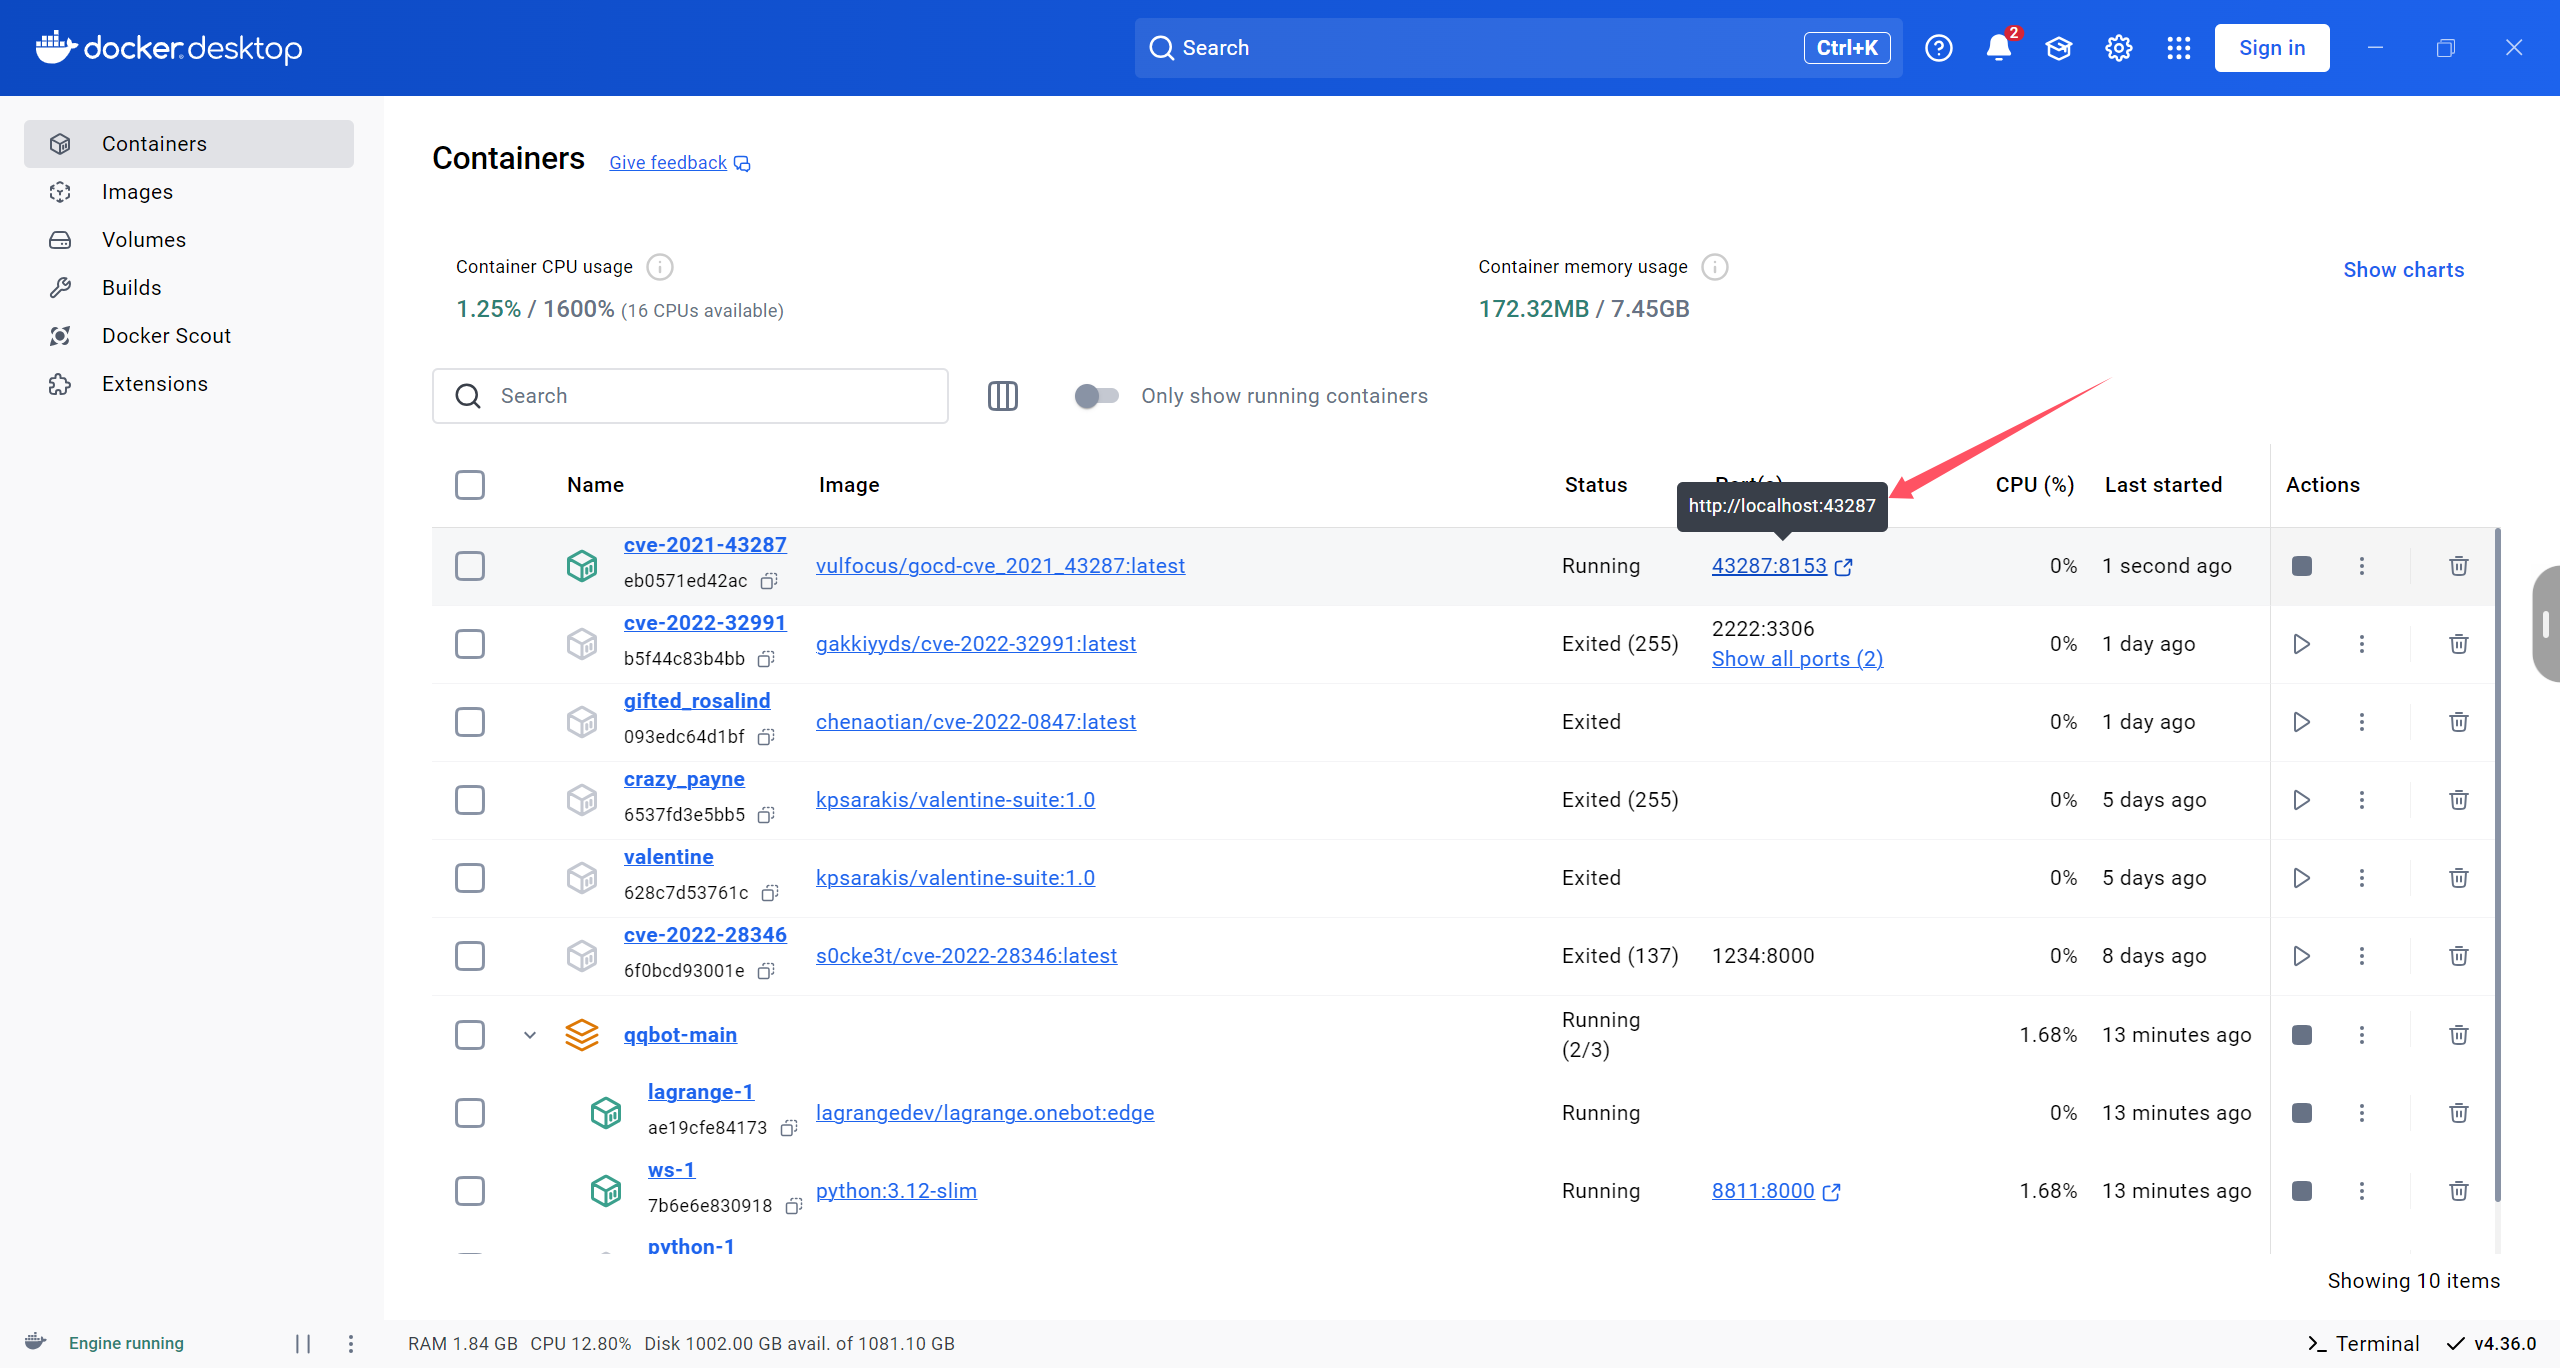 docker desktop
Search
Ctrl+K
2
Sign in
Containers
Images
Volumes
Builds
Docker Scout
Extensions
Containers
Give feedback
Container CPU usage
1.25% / 1600% (16 CPUs available)
Container memory usage
172.32MB / 7.45GB
Show charts
Search
Only show running containers
Name Image Status CPU (%) Last started Actions
http://localhost:43287
cve-2021-43287
eb0571ed42ac
vulfocus/gocd-cve_2021_43287:latest Running 43287:8153 0% 1 second ago
cve-2022-32991
b5f44c83b4bb
gakkiyyds/cve-2022-32991:latest Exited (255) 2222:3306
Show all ports (2)
0% 1 day ago
gifted_rosalind
093edc64d1bf
chenaotian/cve-2022-0847:latest Exited 0% 1 day ago
crazy_payne
6537fd3e5bb5
kpsarakis/valentine-suite:1.0 Exited (255) 0% 5 days ago
valentine
628c7d53761c
kpsarakis/valentine-suite:1.0 Exited 0% 5 days ago
cve-2022-28346
6f0bcd93001e
s0cke3t/cve-2022-28346:latest Exited (137) 1234:8000 0% 8 days ago
qqbot-main
Running
(2/3)
1.68% 13 minutes ago
lagrange-1
ae19cfe84173
lagrangedev/lagrange.onebot:edge Running 0% 13 minutes ago
ws-1
7b6e6e830918
python:3.12-slim Running 8811:8000 1.68% 13 minutes ago
python-1
Showing 10 items
Engine running
RAM 1.84 GB CPU 12.80% Disk 1002.00 GB avail. of 1081.10 GB
Terminal
v4.36.0